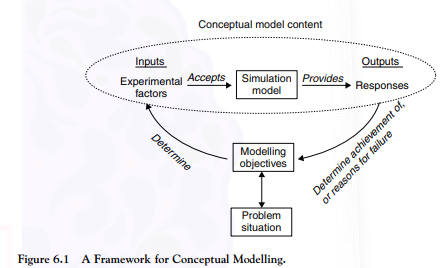 Conceptual model content
Inputs
Outputs
Experimental
factors
Accepts
Simulation
model
Provides
Responses
Determine
Modelling
objectives
Determine achievement of,
or reasons for failure
Problem
situation
Figure 6.1 A Framework for Conceptual Modelling.